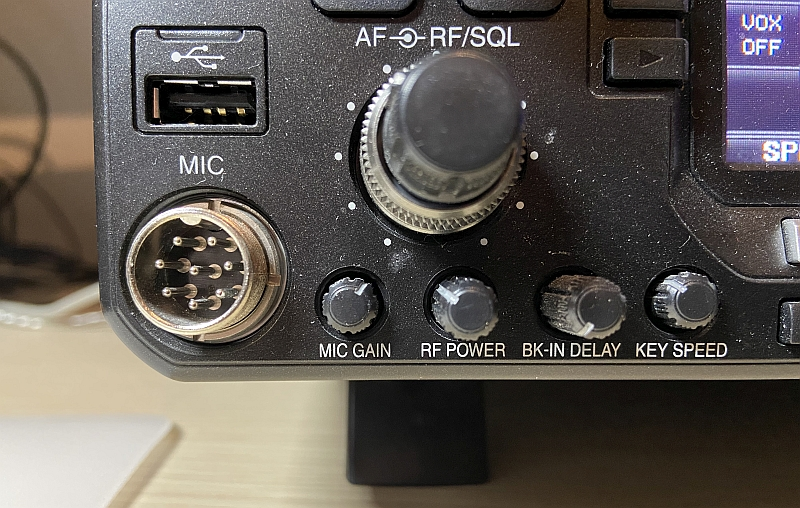 AF RF/SQL
VOX
OFF
MIC
MIC GAIN RF POWER BK-IN DELAY KEY SPEED